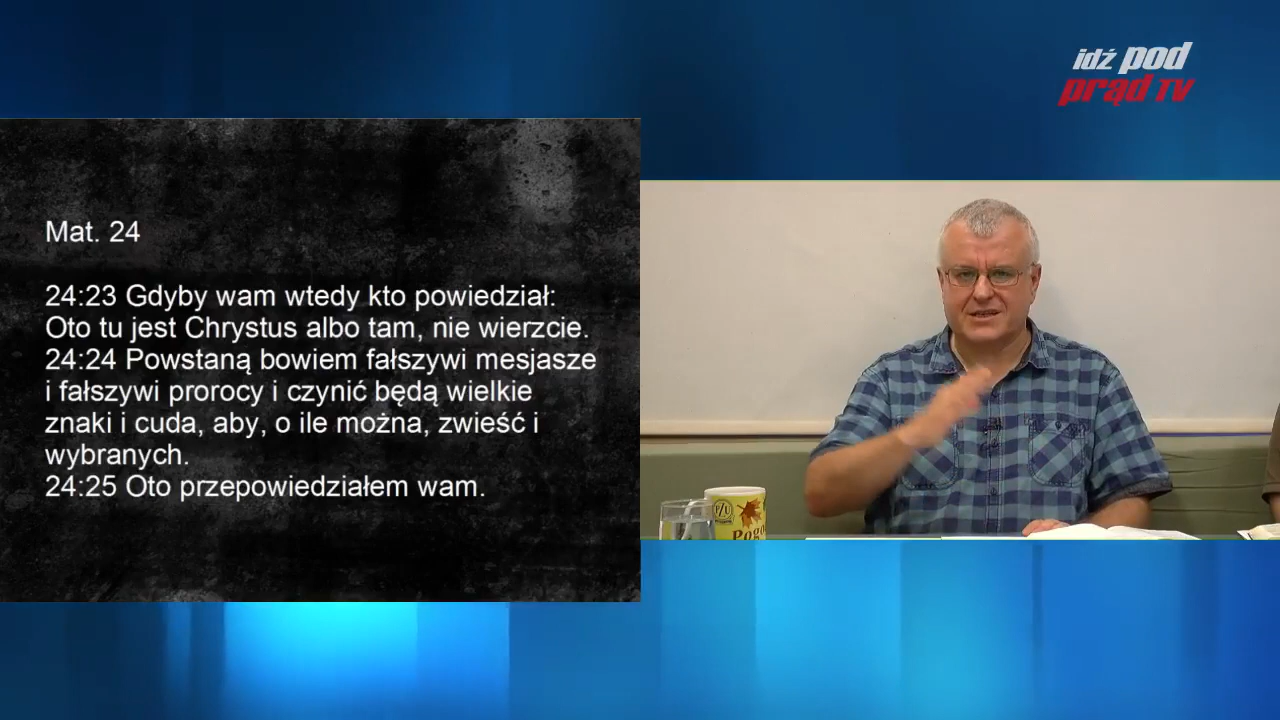 idź pod
prąd TV
Mat. 24
24:23 Gdyby wam wtedy kto powiedział:
Oto tu jest Chrystus albo tam, nie wierzcie.
24:24 Powstaną bowiem fałszywi mesjasze
i fałszywi prorocy i czynić będą wielkie
znaki i cuda, aby, o ile można, zwieść i
wybranych.
24:25 Oto przepowiedziałem wam.